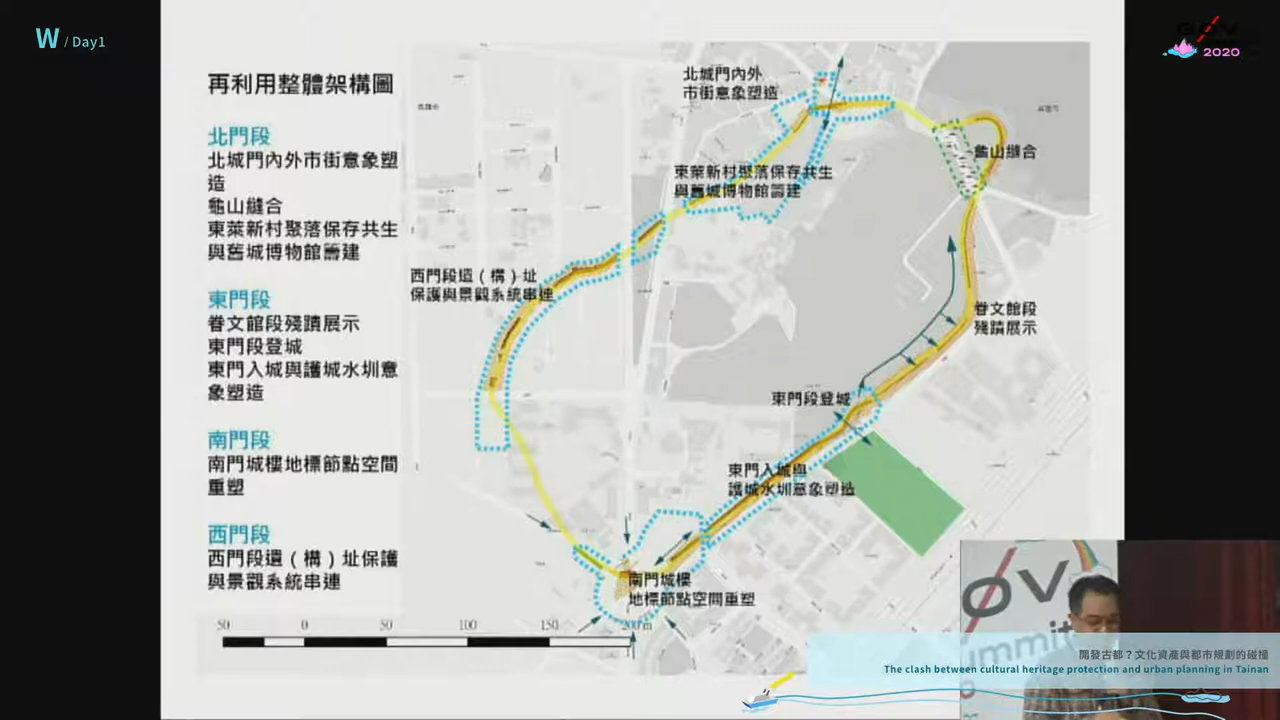 W / Day1
GØV
2020
再利用整體架構圖
北門段
北城門內外市街意象塑
造
龜山縫合
東萊新村聚落保存共生
與舊城博物館籌建
東門段
眷文館段殘蹟展示
東門段登城
東門入城與護城水圳意
象塑造
南門段
南門城樓地標節點空間
重塑
西門段
西門段遺（構）址保護
與景觀系統串連
北城門內外
市街意象塑造
龜山縫合
東萊新村聚落保存共生
與舊城博物館籌建
西門段遺（構）址
保護與景觀系統串連
眷文館段
殘蹟展示
東門段登城
東門入城與
護城水圳意象塑造
南門城樓
地標節點空間重塑
50 0 50 100 150 200 m
ØV
ummit
開發古都？文化資產與都市規劃的碰撞
The clash between cultural heritage protection and urban planning in Tainan